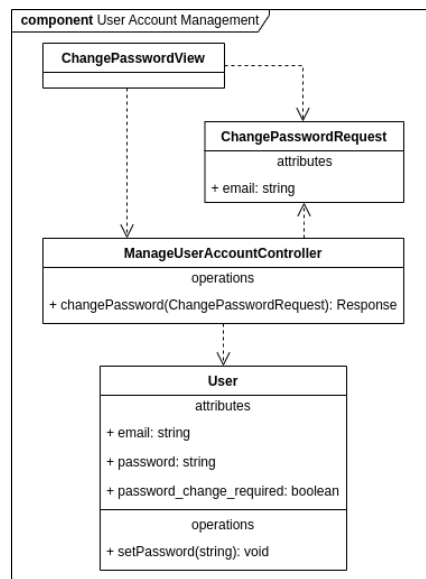 component User Account Management
ChangePasswordView
ChangePasswordRequest
attributes
+ email: string
ManageUserAccountController
operations
+ changePassword(ChangePasswordRequest): Response
User
attributes
+ email: string
+ password: string
+ password_change_required: boolean
operations
+ setPassword(string): void